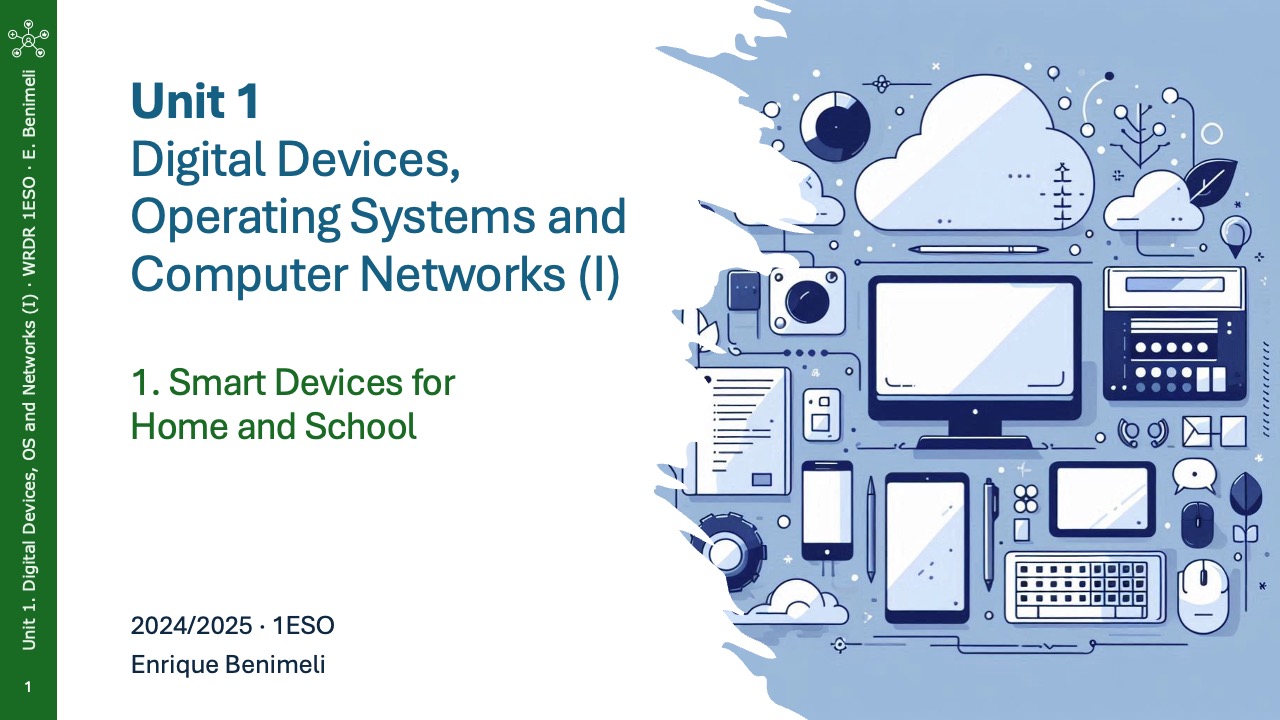 Unit 1. Digital Devices, OS and Networks (I) · WRDR 1ESO · E. Benimeli
1
Unit 1
Digital Devices,
Operating Systems and
Computer Networks (I)
1. Smart Devices for
Home and School
2024/2025 · 1ESO
Enrique Benimeli